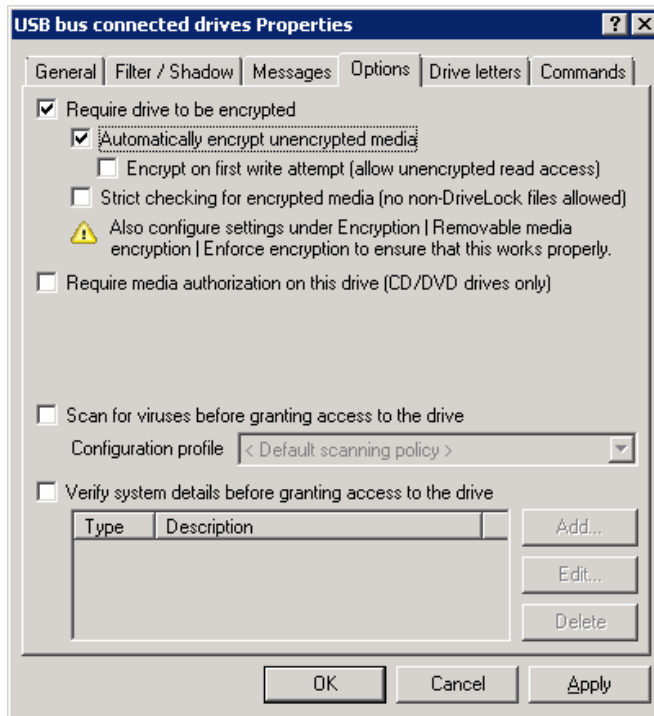 USB bus connected drives Properties
General Filter / Shadow Messages Options Drive letters Commands
Require drive to be encrypted
Automatically encrypt unencrypted media
Encrypt on first write attempt (allow unencrypted read access)
Strict checking for encrypted media (no non-DriveLock files allowed)
Also configure settings under Encryption | Removable media
encryption | Enforce encryption to ensure that this works properly.
Require media authorization on this drive (CD/DVD drives only)
Scan for viruses before granting access to the drive
Configuration profile < Default scanning policy >
Verify system details before granting access to the drive
Type Description
Add...
Edit...
Delete
OK Cancel Apply